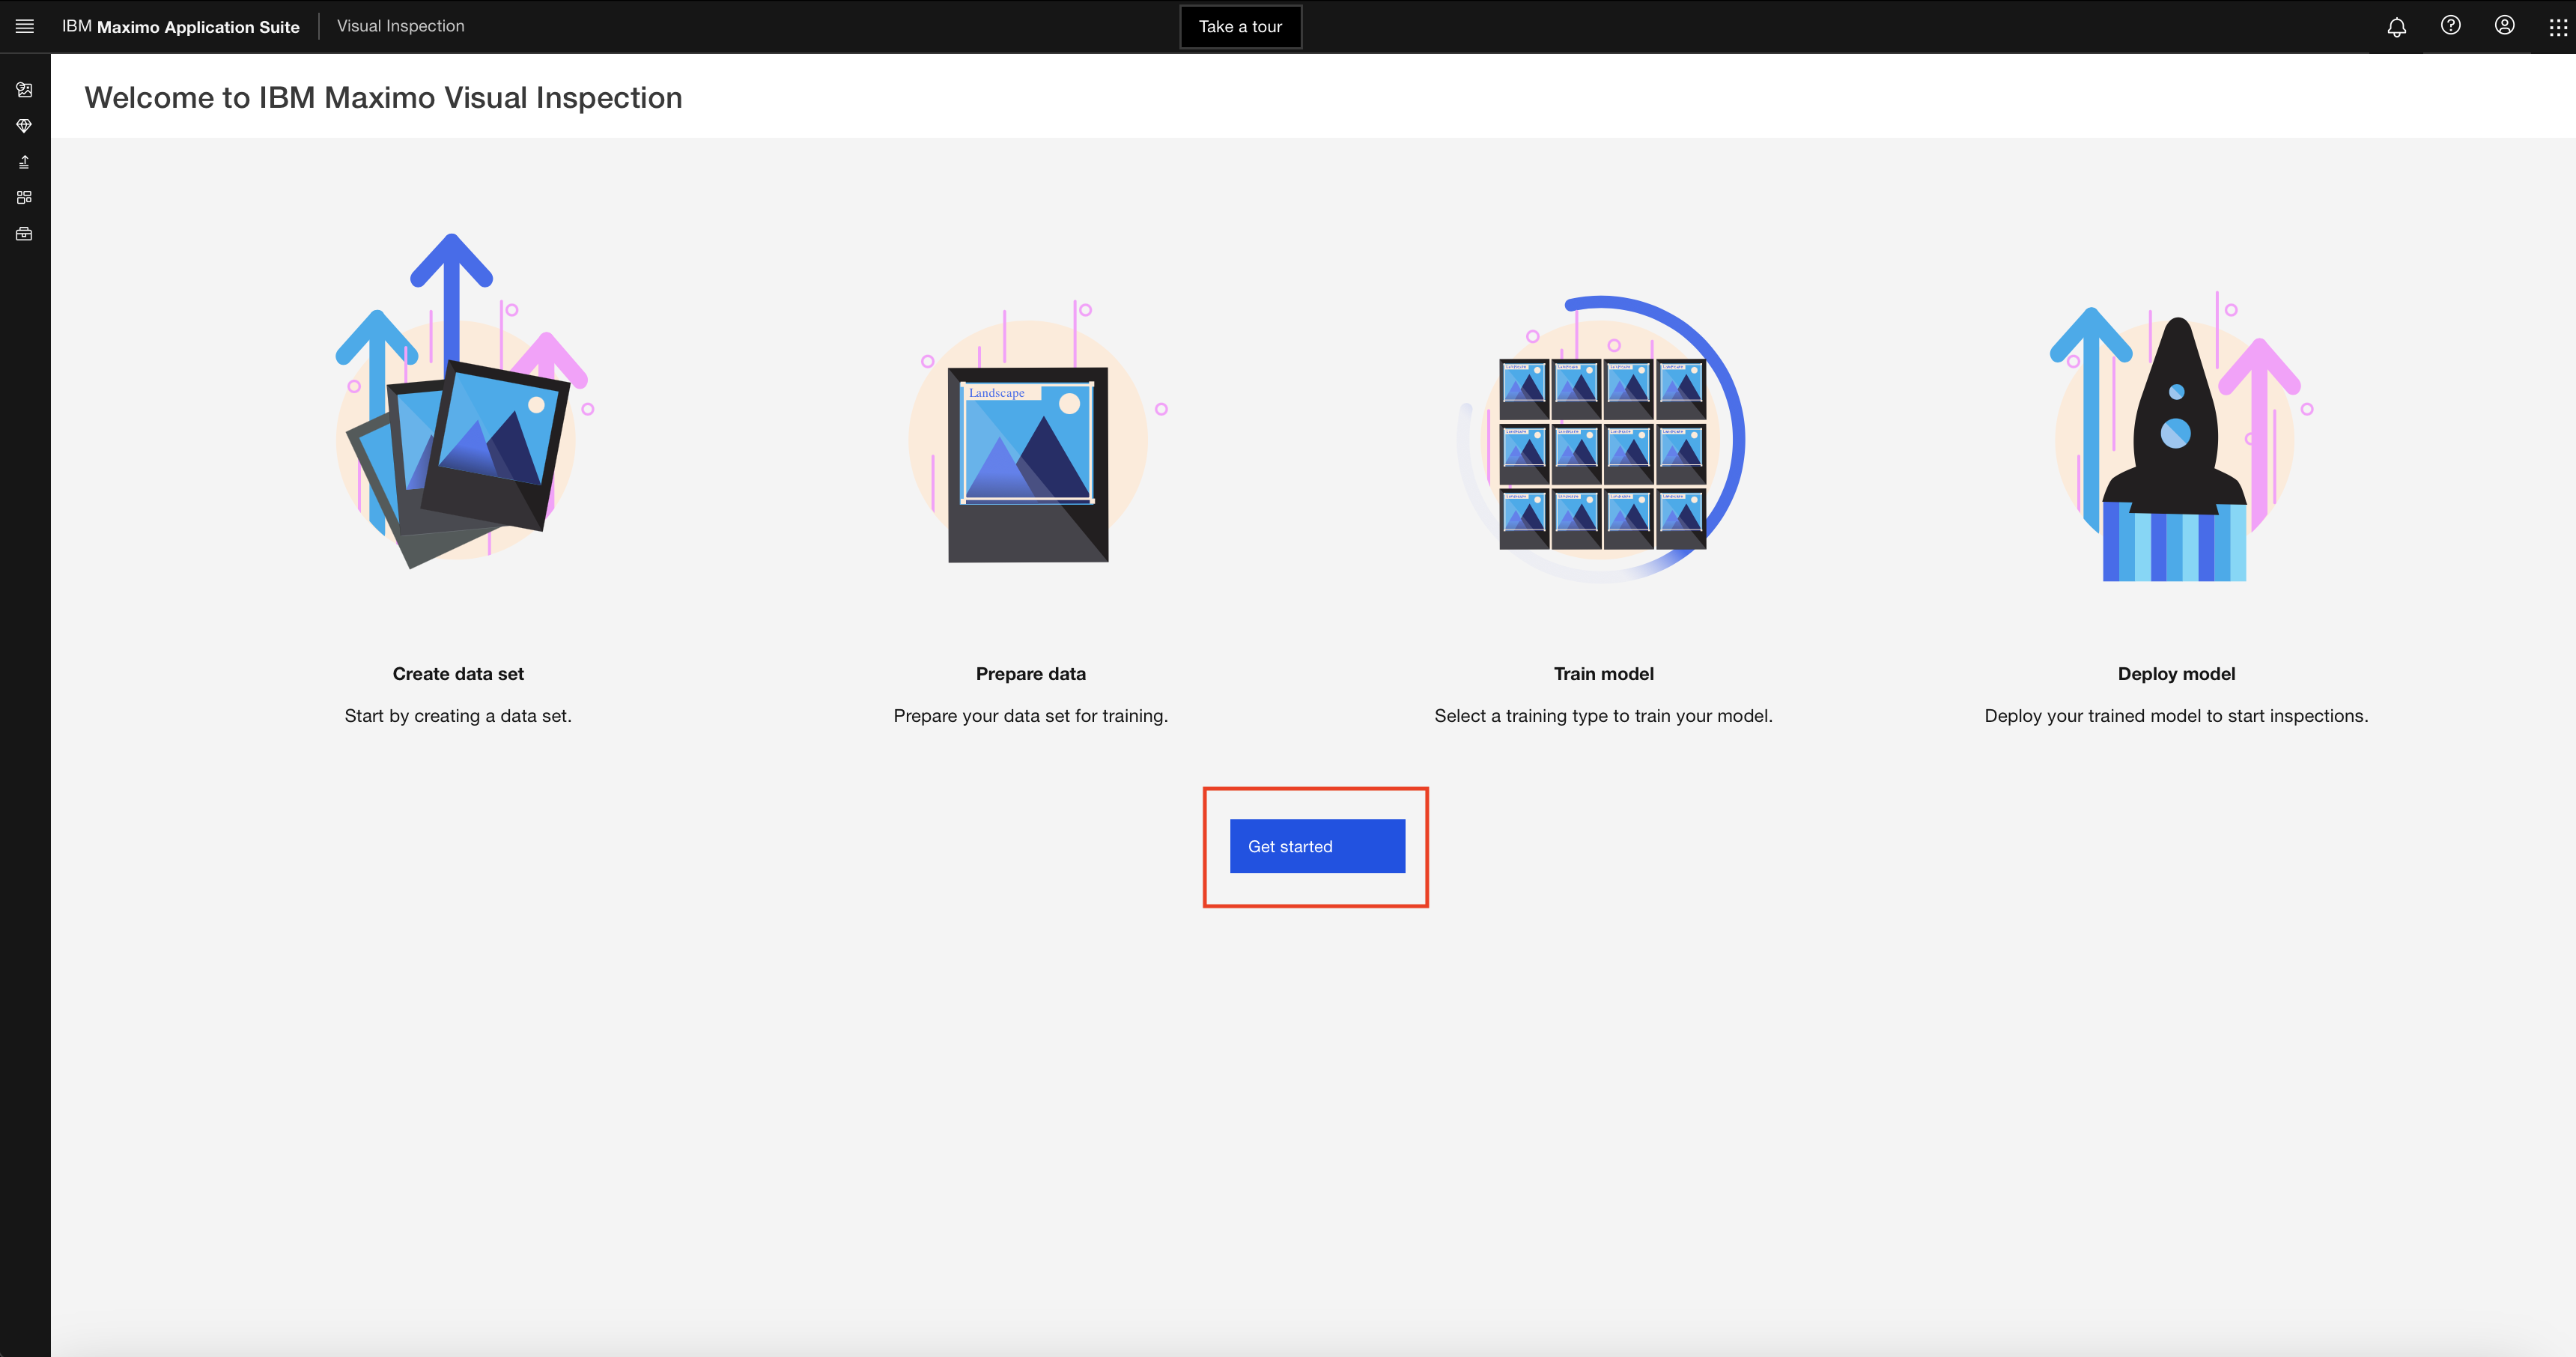 IBM Maximo Application Suite Visual Inspection Take a tour
Welcome to IBM Maximo Visual Inspection
Landscape
Create data set
Start by creating a data set.
Prepare data
Prepare your data set for training.
Train model
Select a training type to train your model.
Deploy model
Deploy your trained model to start inspections.
Get started